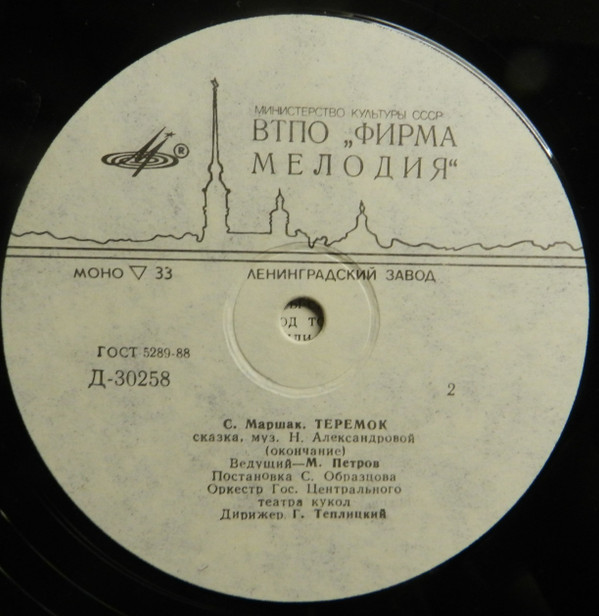 МИНИСТЕРСТВО КУЛЬТУРЫ СССР
ВТПО „ФИРМА
МЕЛОДИЯ“
®
МОНО ▽ 33
ЛЕНИНГРАДСКИЙ ЗАВОД
ГОСТ 5289-88
Д-30258
2
С. Маршак. ТЕРЕМОК
сказка, муз. Н. Александровой
(окончание)
Ведущий—М. Петров
Постановка С. Образцова
Оркестр Гос. Центрального
театра кукол
Дирижер Г. Теплицкий